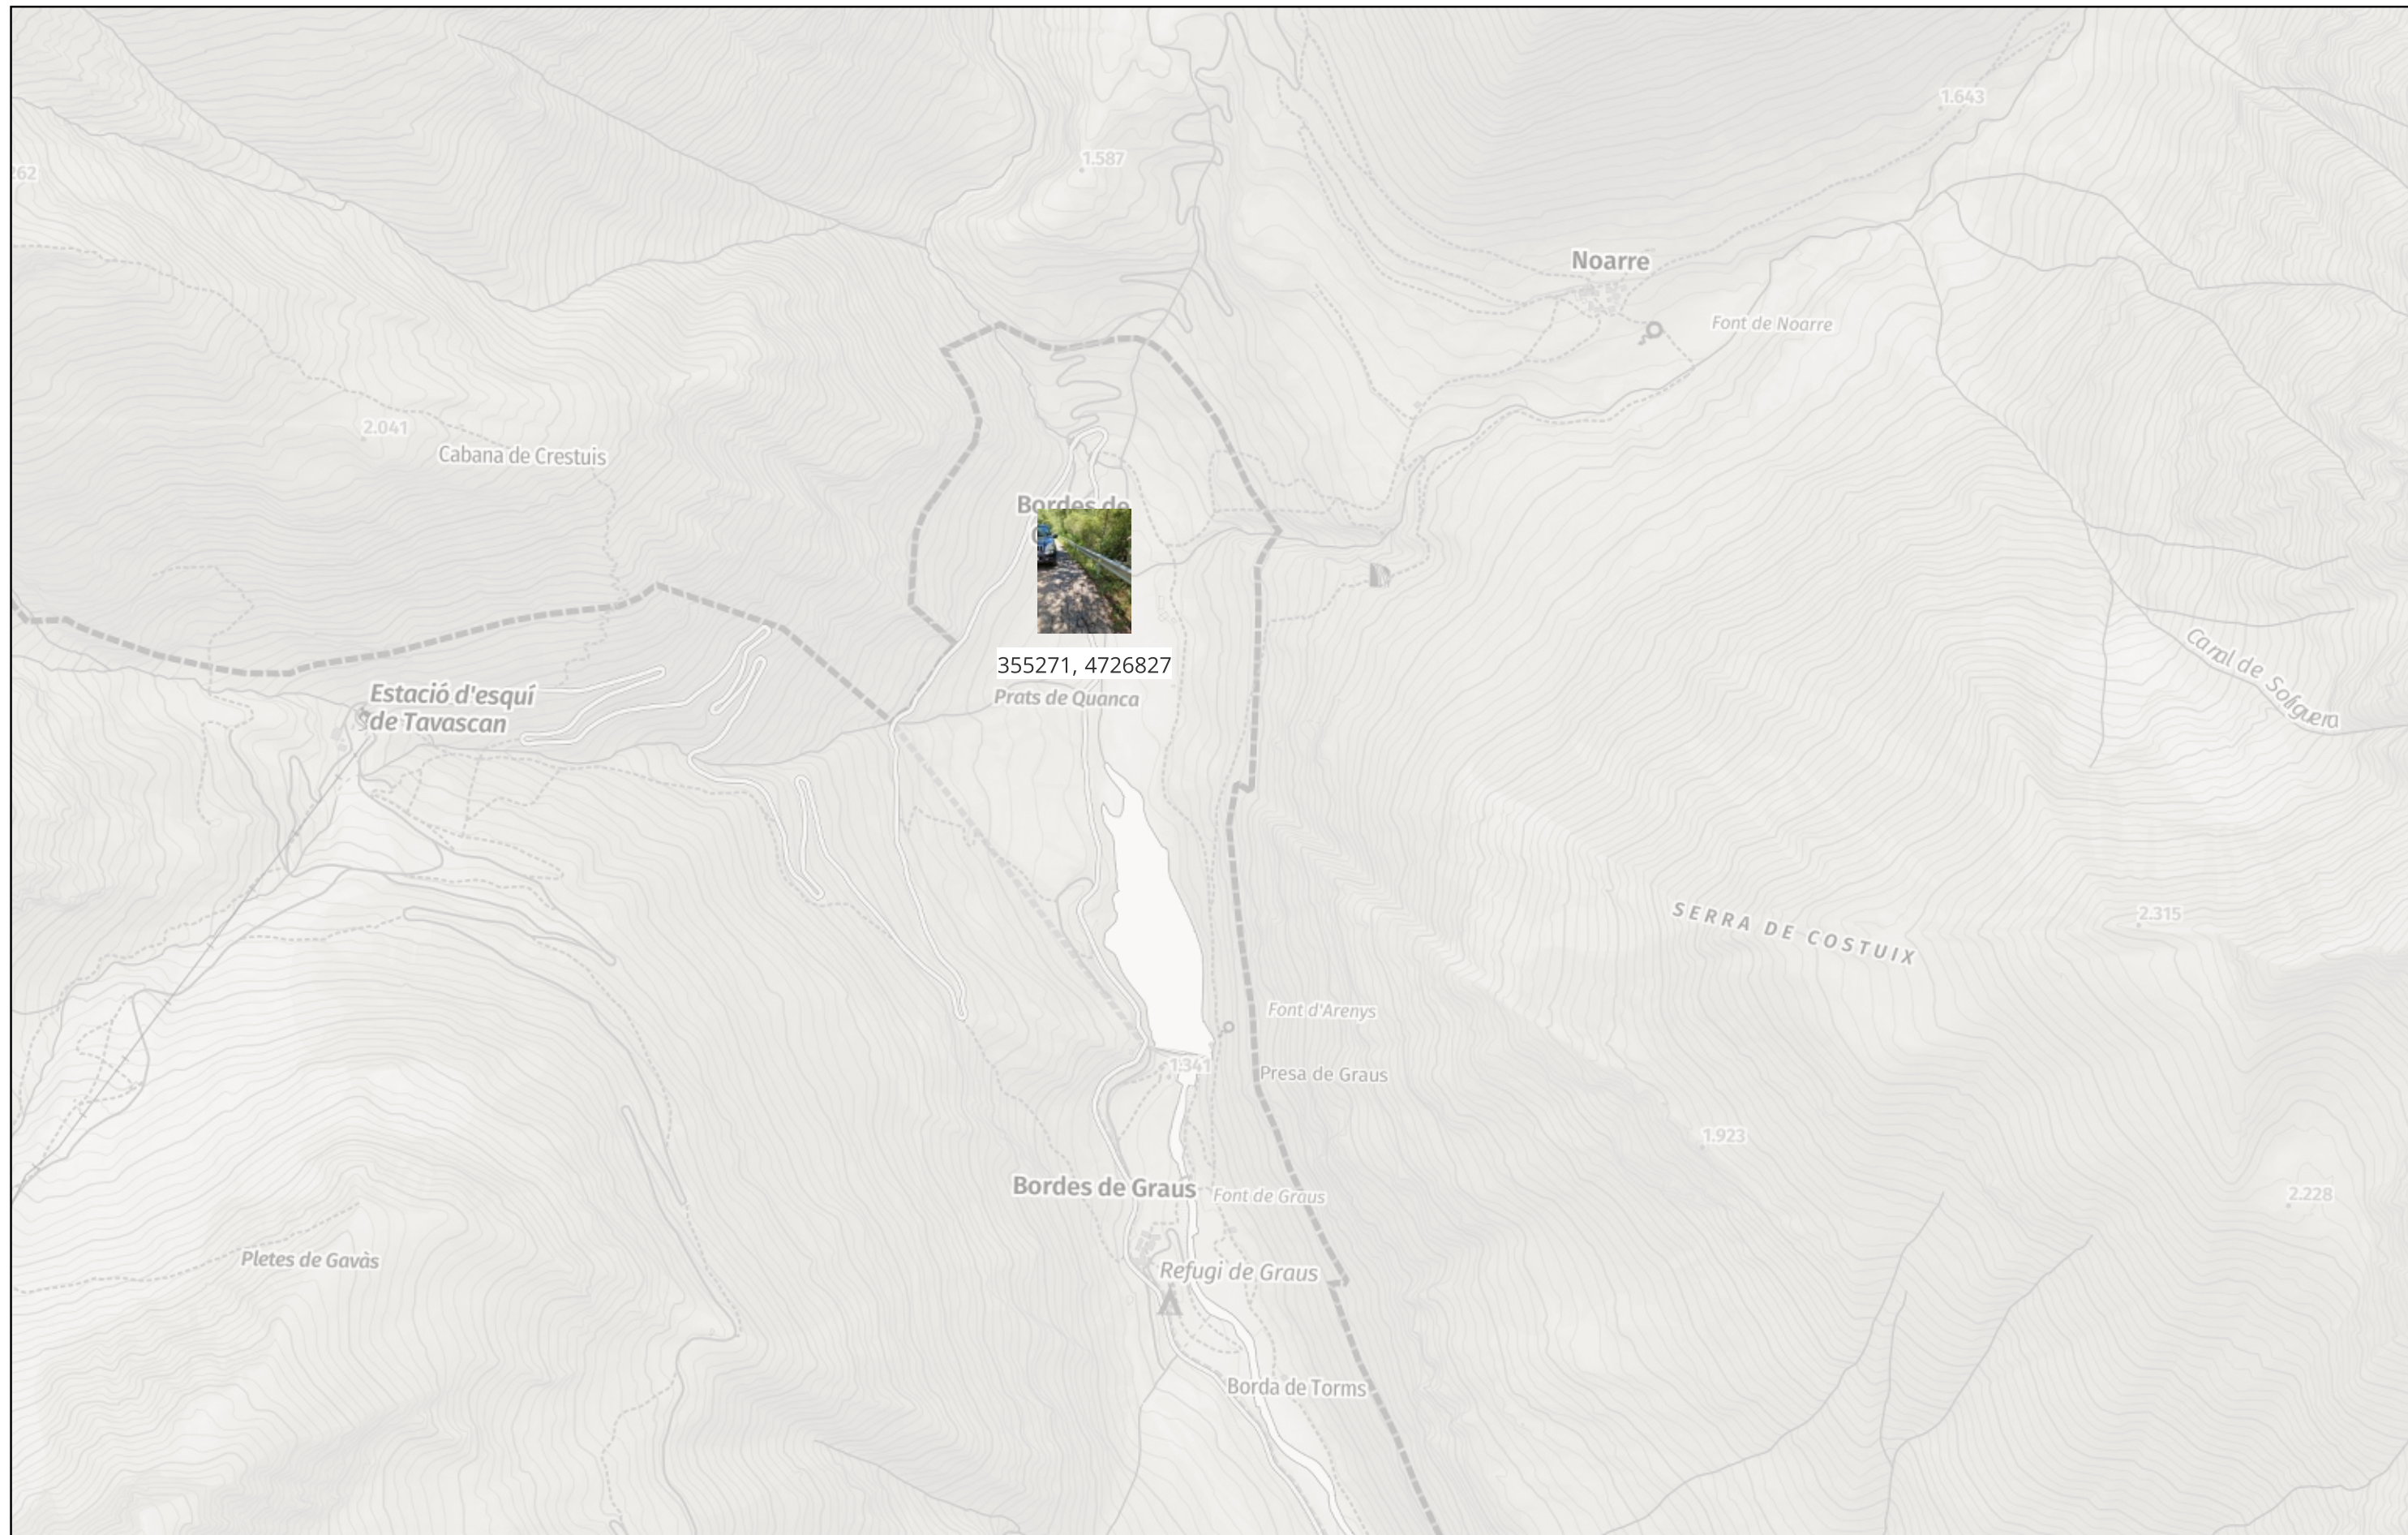 1.643
1.587
262
Noarre
Font de Noarre
2.041
Cabana de Crestuis
Bordes de
Canal de Sofiguera
355271, 4726827
Estació d'esquí
de Tavascan
Prats de Quanca
SERRA DE COSTUIX
2.315
Font d'Arenys
1.341
Presa de Graus
1.923
Bordes de Graus
Font de Graus
2.228
Pletes de Gavàs
Refugi de Graus
Borda de Torms